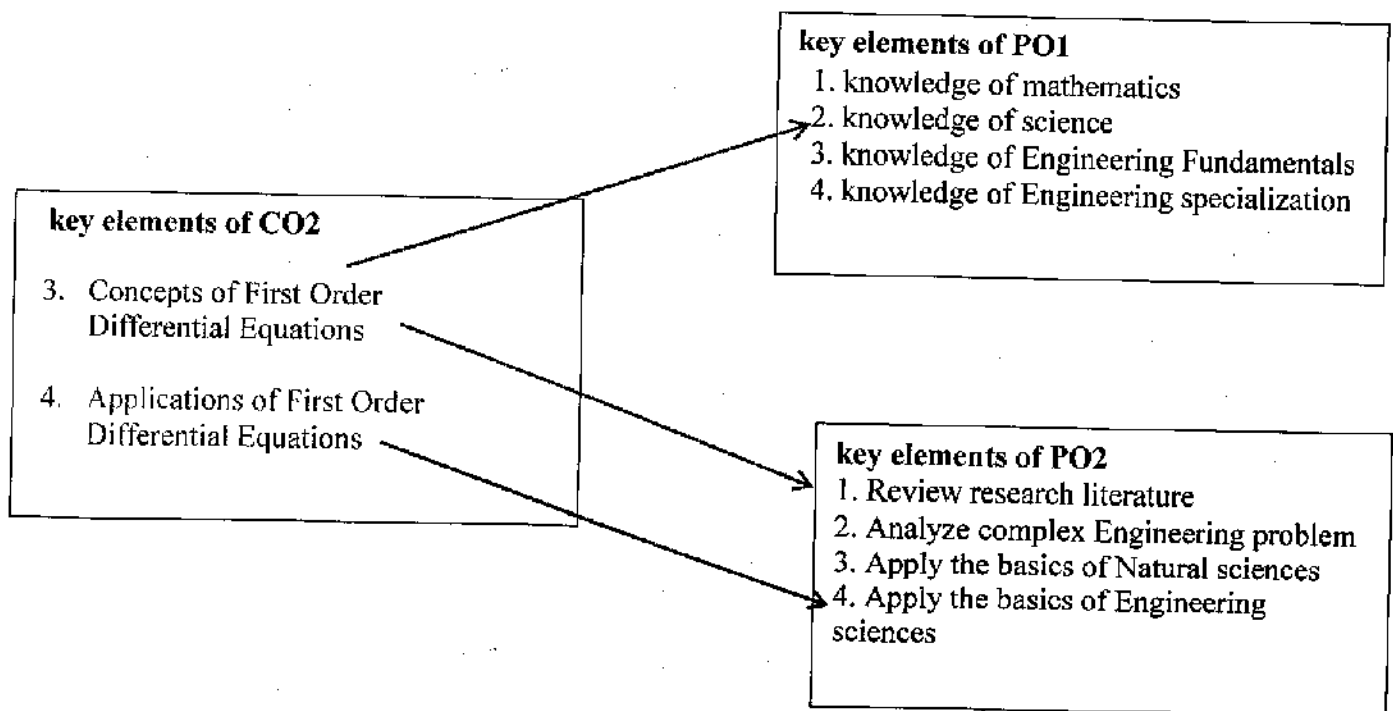 key elements of PO1
1. knowledge of mathematics
2. knowledge of science
3. knowledge of Engineering Fundamentals
4. knowledge of Engineering specialization
key elements of CO2
3. Concepts of First Order
Differential Equations
4. Applications of First Order
Differential Equations
key elements of PO2
1. Review research literature
2. Analyze complex Engineering problem
3. Apply the basics of Natural sciences
4. Apply the basics of Engineering
sciences